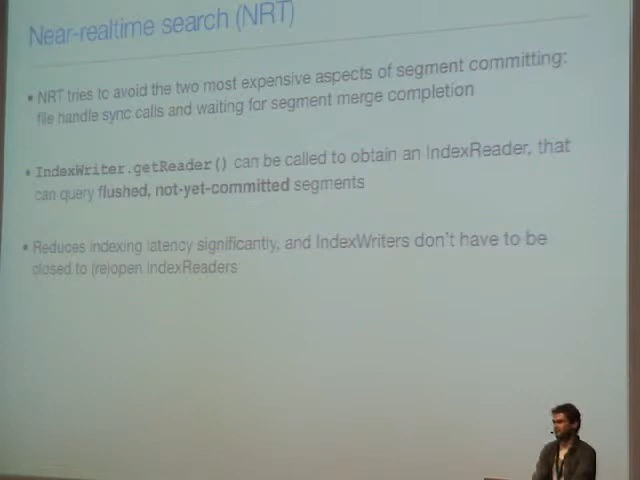 Near-realtime search (NRT)
• NRT tries to avoid the two most expensive aspects of segment committing:
file handle sync calls and waiting for segment merge completion
• IndexWriter.getReader() can be called to obtain an IndexReader, that
can query flushed, not-yet-committed segments
• Reduces indexing latency significantly, and IndexWriters don't have to be
closed to (re)open IndexReaders